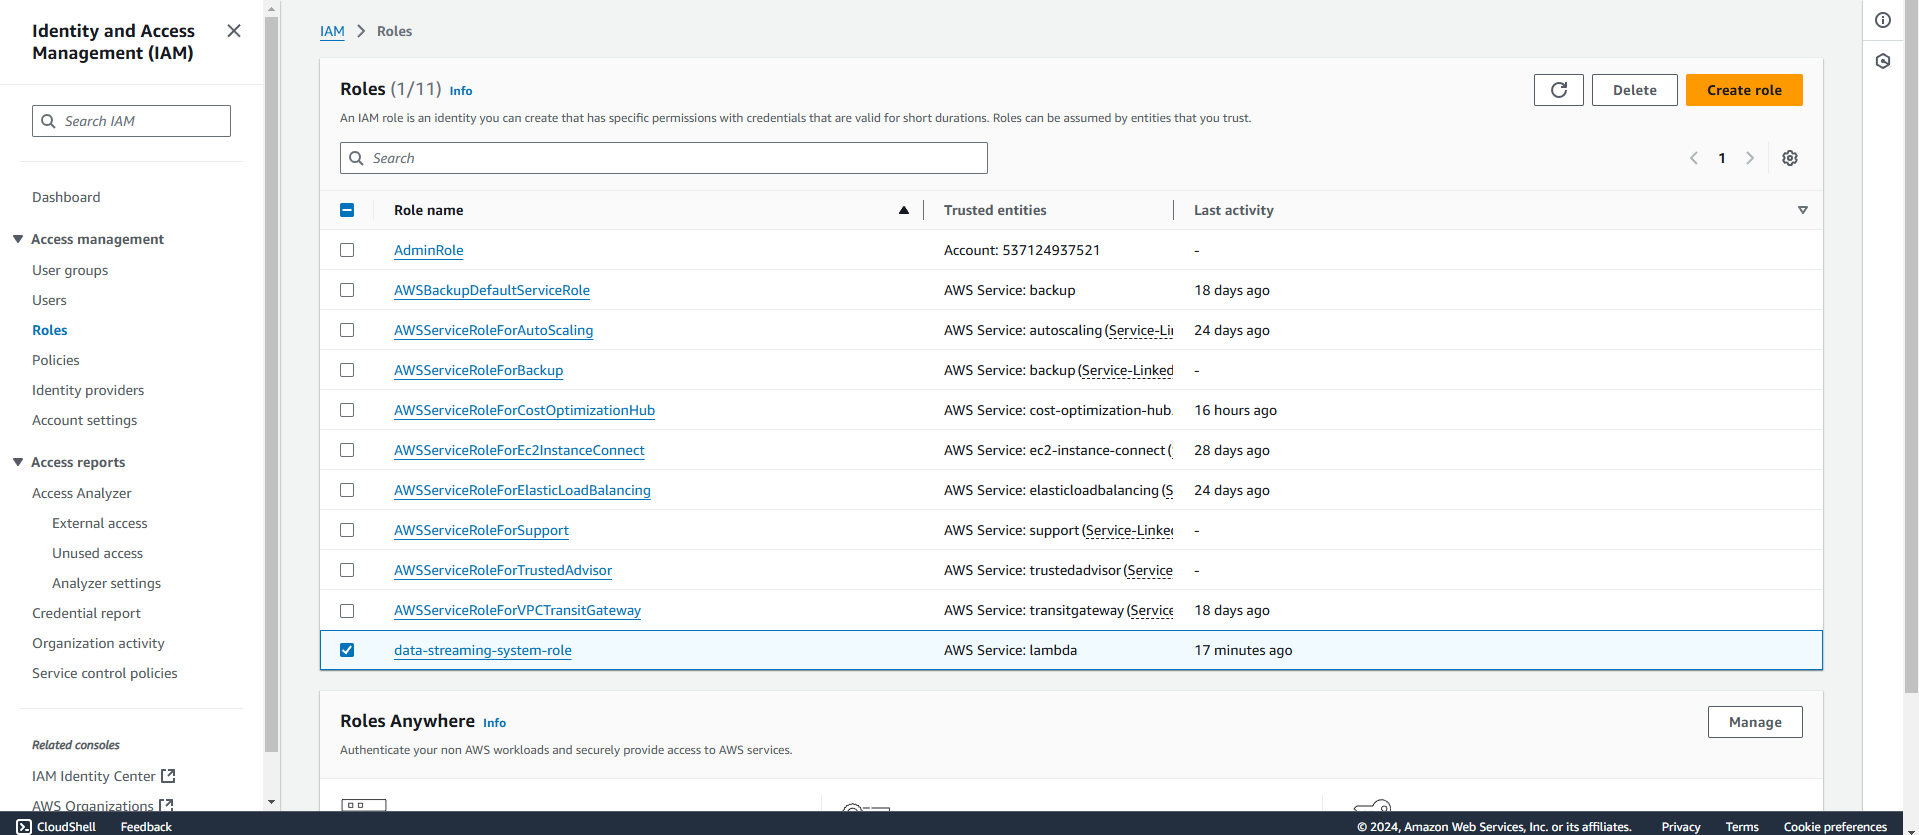 Identity and Access
Management (IAM)
Search IAM
Dashboard
Access management
User groups
Users
Roles
Policies
Identity providers
Account settings
Access reports
Access Analyzer
External access
Unused access
Analyzer settings
Credential report
Organization activity
Service control policies
Related consoles
IAM Identity Center
AWS Organizations
IAM > Roles
Roles (1/11) Info
Delete
Create role
An IAM role is an identity you can create that has specific permissions with credentials that are valid for short durations. Roles can be assumed by entities that you trust.
Search
1
Role name Trusted entities Last activity
AdminRole Account: 537124937521 -
AWSBackupDefaultServiceRole AWS Service: backup 18 days ago
AWSServiceRoleForAutoScaling AWS Service: autoscaling (Service-Li 24 days ago
AWSServiceRoleForBackup AWS Service: backup (Service-Linked -
AWSServiceRoleForCostOptimizationHub AWS Service: cost-optimization-hub. 16 hours ago
AWSServiceRoleForEc2InstanceConnect AWS Service: ec2-instance-connect ( 28 days ago
AWSServiceRoleForElasticLoadBalancing AWS Service: elasticloadbalancing (S 24 days ago
AWSServiceRoleForSupport AWS Service: support (Service-Linke -
AWSServiceRoleForTrustedAdvisor AWS Service: trustedadvisor (Service -
AWSServiceRoleForVPCTransitGateway AWS Service: transitgateway (Service 18 days ago
data-streaming-system-role AWS Service: lambda 17 minutes ago
Roles Anywhere Info
Manage
Authenticate your non AWS workloads and securely provide access to AWS services.
CloudShell Feedback © 2024, Amazon Web Services, Inc. or its affiliates. Privacy Terms Cookie preferences